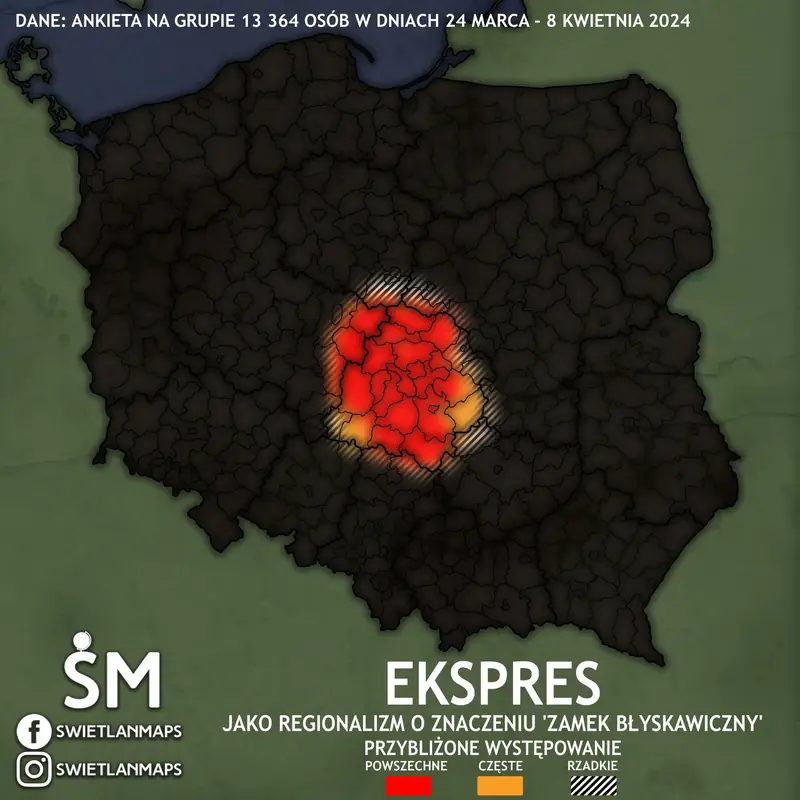 DANE: ANKIETA NA GRUPIE 13 364 OSÓB W DNIACH 24 MARCA - 8 KWIETNIA 2024
ŚM
SWIETLANMAPS
SWIETLANMAPS
EKSPRES
JAKO REGIONALIZM O ZNACZENIU 'ZAMEK BŁYSKAWICZNY'
PRZYBLIŻONE WYSTĘPOWANIE
POWSZECHNE CZĘSTE RZADKIE